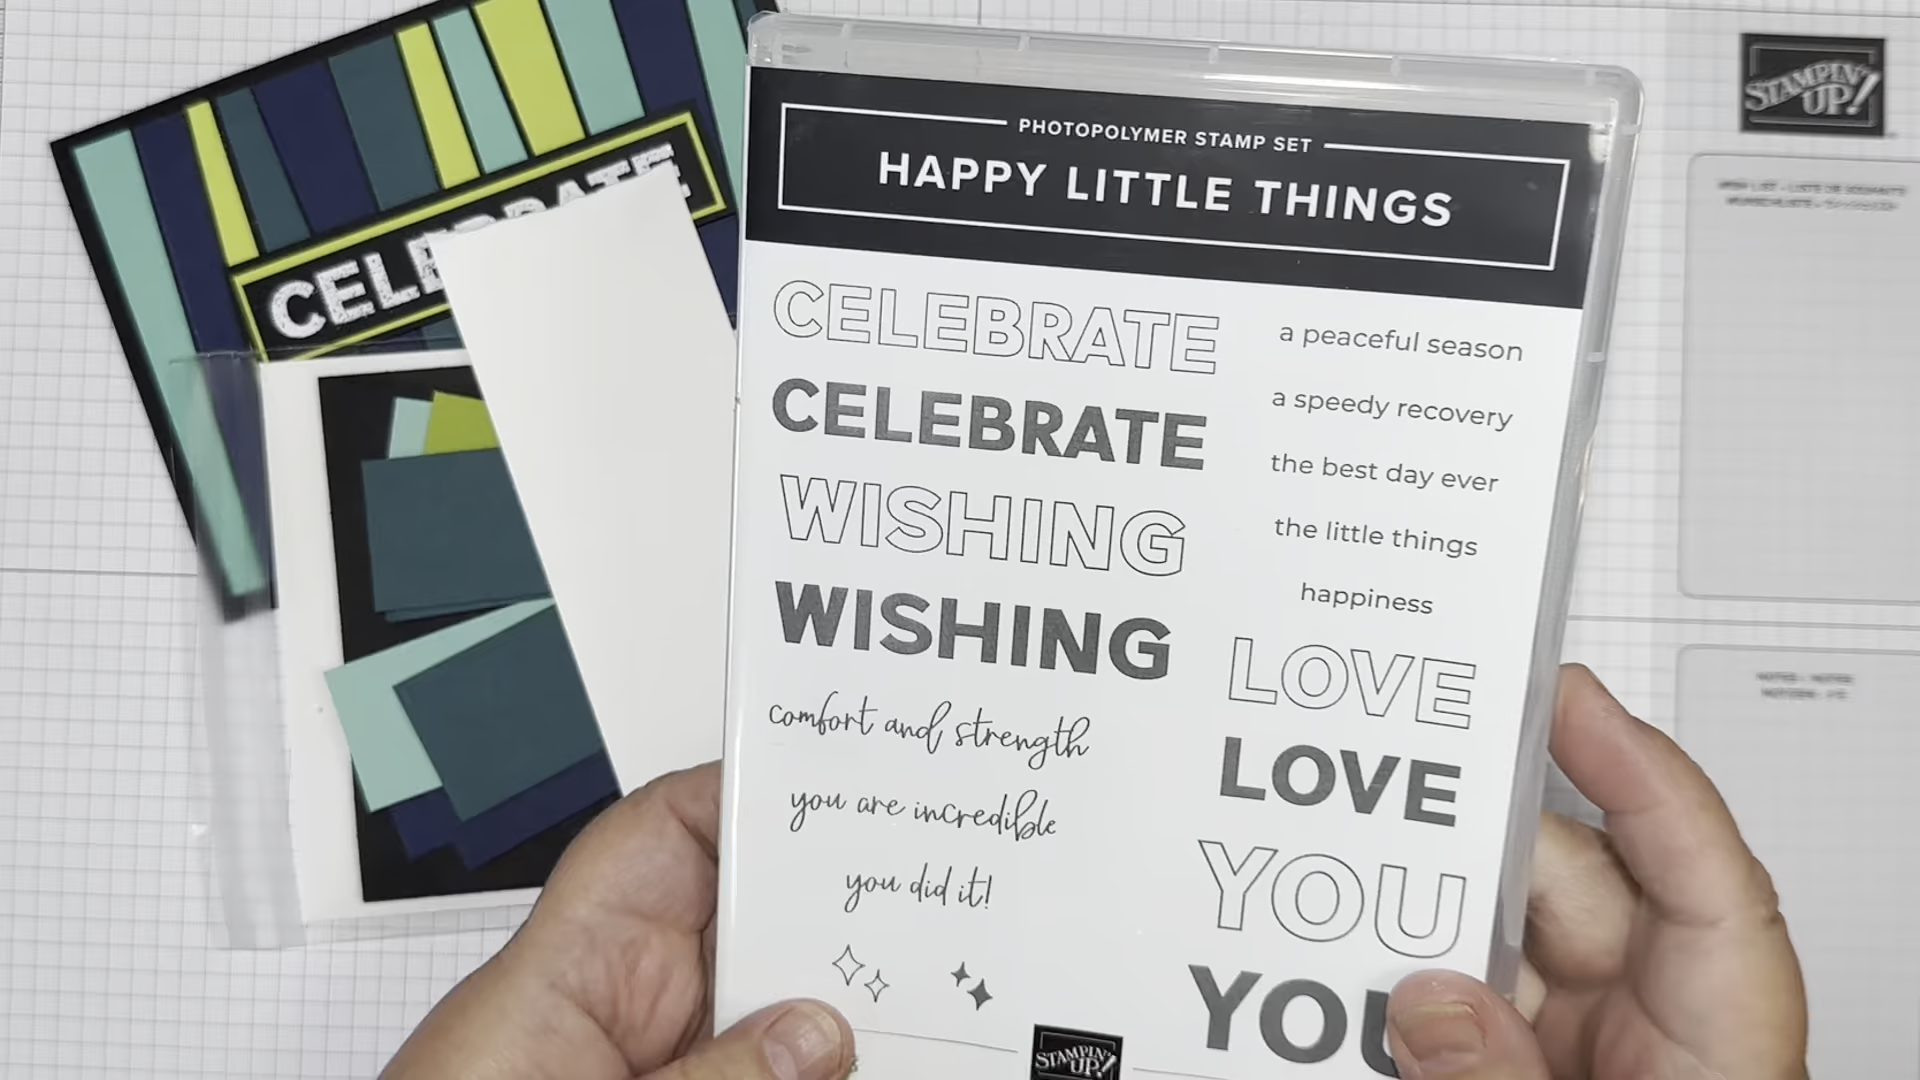 PHOTOPOLYMER STAMP SET
HAPPY LITTLE THINGS
CELEBRATE
CELEBRATE
WISHING
WISHING
comfort and strength
you are incredible
you did it!
a peaceful season
a speedy recovery
the best day ever
the little things
happiness
LOVE
LOVE
YOU
YOU
STAMPIN' UP!
CELEBRATE
STAMPIN' UP!